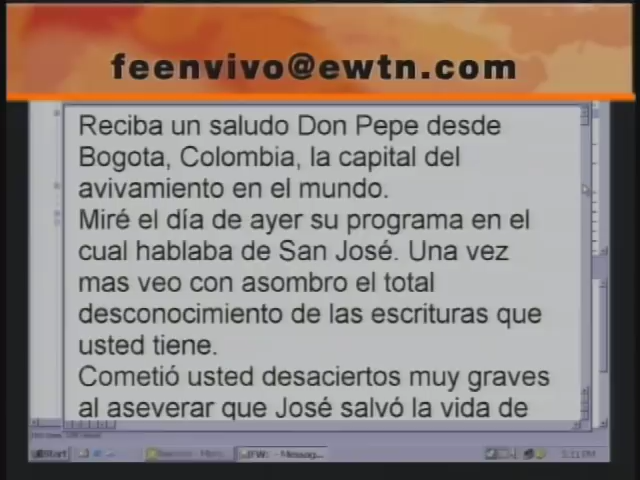 feenvivo@ewtn.com
Reciba un saludo Don Pepe desde
Bogota, Colombia, la capital del
avivamiento en el mundo.
Miré el día de ayer su programa en el
cual hablaba de San José. Una vez
mas veo con asombro el total
desconocimiento de las escrituras que
usted tiene.
Cometió usted desaciertos muy graves
al aseverar que José salvó la vida de
Start